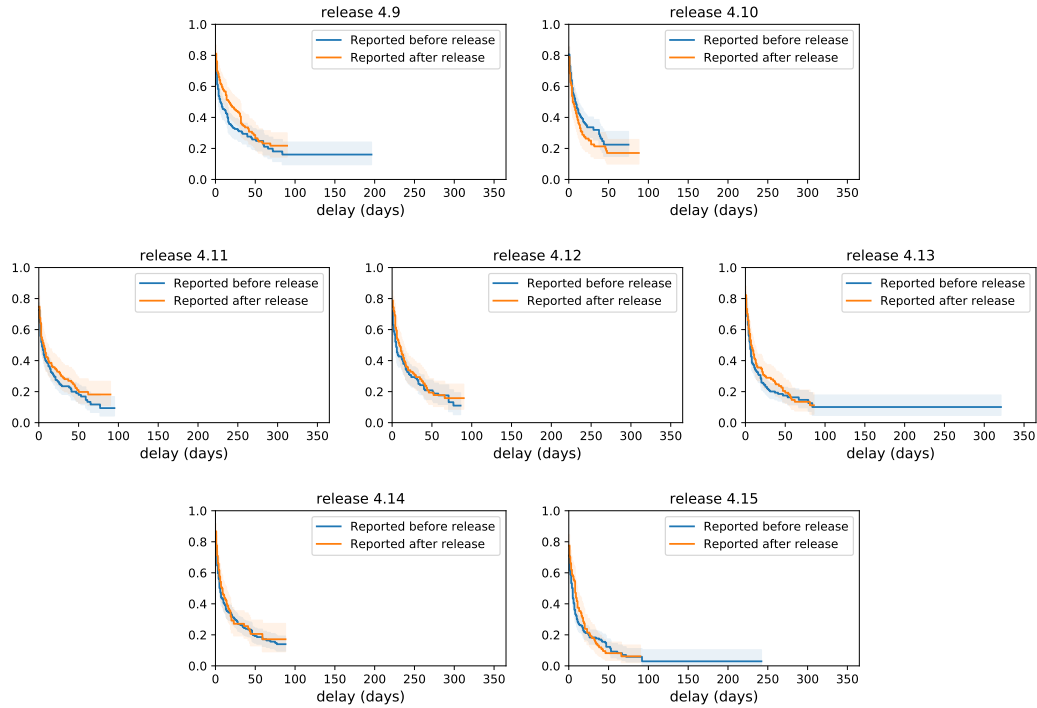 release 4.9
1.0
0.8
0.6
0.4
0.2
0.0
Reported before release
Reported after release
0 50 100 150 200 250 300 350
delay (days)
release 4.10
1.0
0.8
0.6
0.4
0.2
0.0
Reported before release
Reported after release
0 50 100 150 200 250 300 350
delay (days)
release 4.11
1.0
0.8
0.6
0.4
0.2
0.0
Reported before release
Reported after release
0 50 100 150 200 250 300 350
delay (days)
release 4.12
1.0
0.8
0.6
0.4
0.2
0.0
Reported before release
Reported after release
0 50 100 150 200 250 300 350
delay (days)
release 4.13
1.0
0.8
0.6
0.4
0.2
0.0
Reported before release
Reported after release
0 50 100 150 200 250 300 350
delay (days)
release 4.14
1.0
0.8
0.6
0.4
0.2
0.0
Reported before release
Reported after release
0 50 100 150 200 250 300 350
delay (days)
release 4.15
1.0
0.8
0.6
0.4
0.2
0.0
Reported before release
Reported after release
0 50 100 150 200 250 300 350
delay (days)